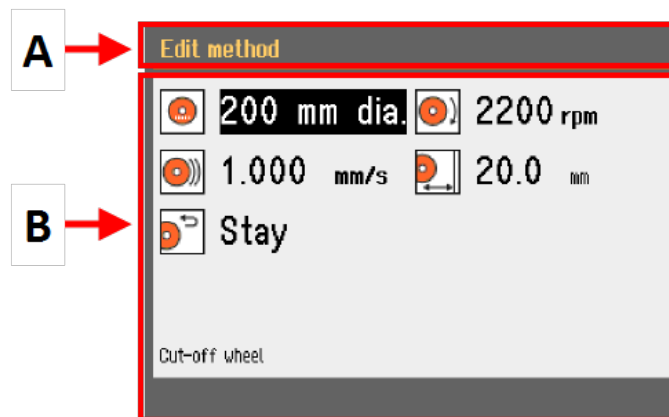 A
Edit method
200 mm dia. 2200 rpm
1.000 mm/s 20.0 mm
B
Stay
Cut-off wheel